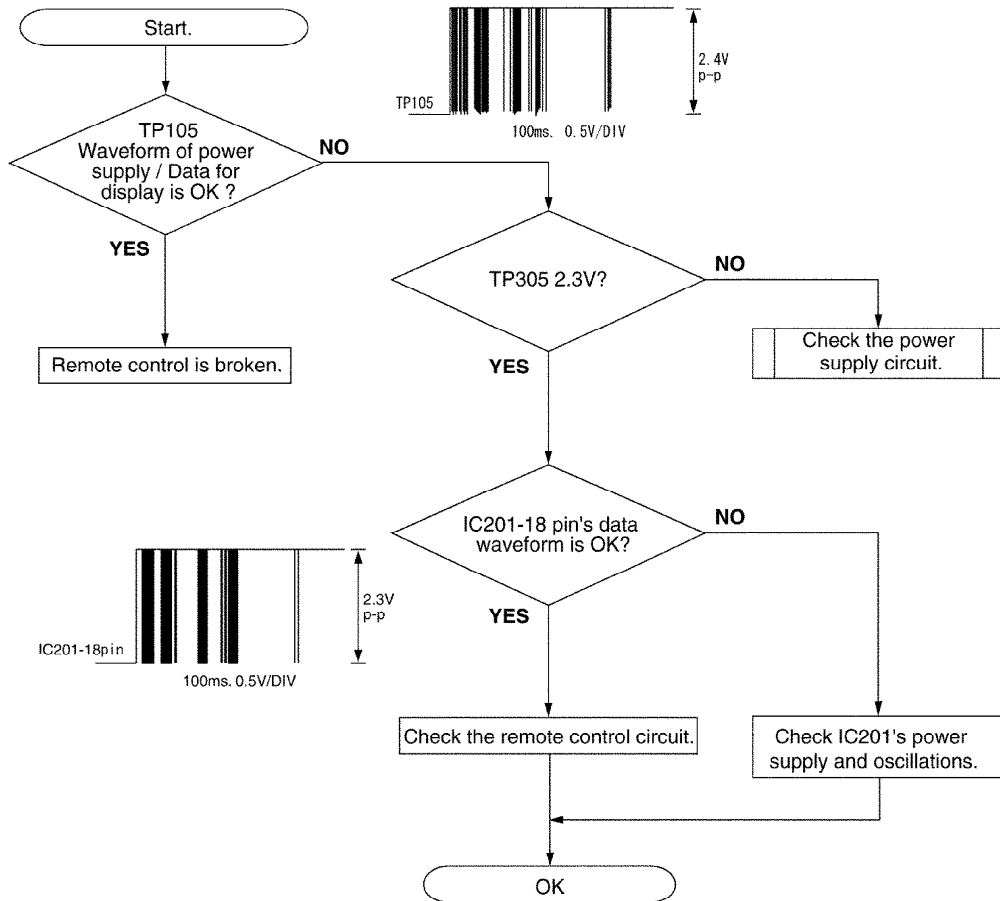 Start.
TP105
Waveform of power
supply / Data for
display is OK ?
NO
YES
TP105
2.4V
p-p
100ms. 0.5V/DIV
Remote control is broken.
TP305 2.3V?
NO
YES
Check the power
supply circuit.
IC201-18 pin's data
waveform is OK?
NO
YES
IC201-18pin
2.3V
p-p
100ms. 0.5V/DIV
Check the remote control circuit.
Check IC201's power
supply and oscillations.
OK